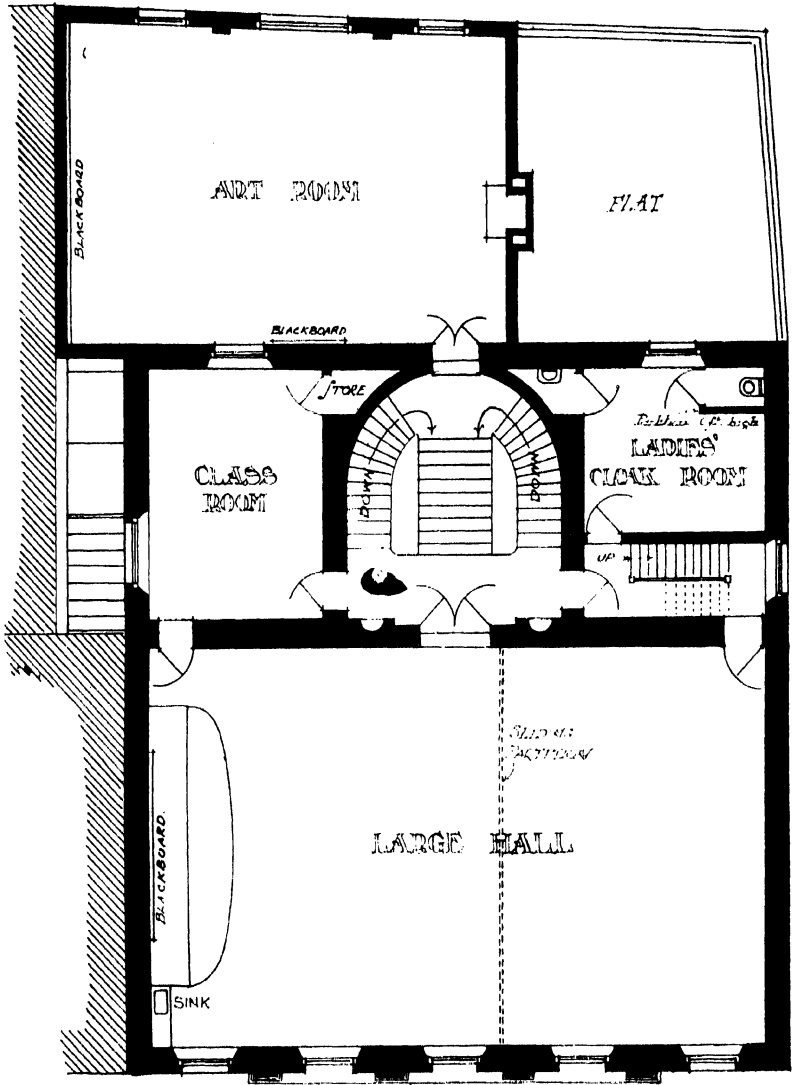 ART ROOM
FLAT
BLACKBOARD
BLACKBOARD
STORE
LADIES'
CLOAK ROOM
CLASS
ROOM
DOWN
DOWN
UP
SLIDING
PARTITION
LARGE HALL
BLACKBOARD.
SINK